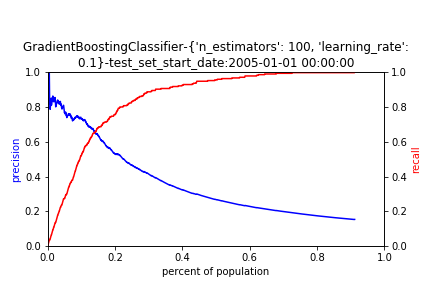 GradientBoostingClassifier-{'n_estimators': 100, 'learning_rate':
0.1}-test_set_start_date:2005-01-01 00:00:00
1.0
0.8
0.6
0.4
0.2
0.0
precision
1.0
0.8
0.6
0.4
0.2
0.0
recall
0.0 0.2 0.4 0.6 0.8 1.0
percent of population